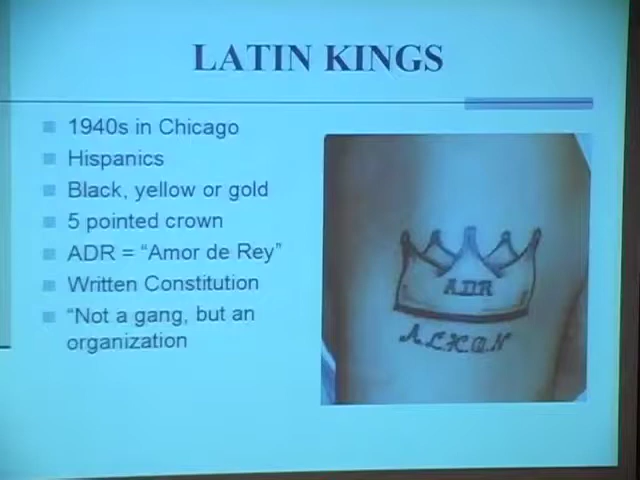 LATIN KINGS
1940s in Chicago
Hispanics
Black, yellow or gold
5 pointed crown
ADR = “Amor de Rey”
Written Constitution
“Not a gang, but an
organization
ADR